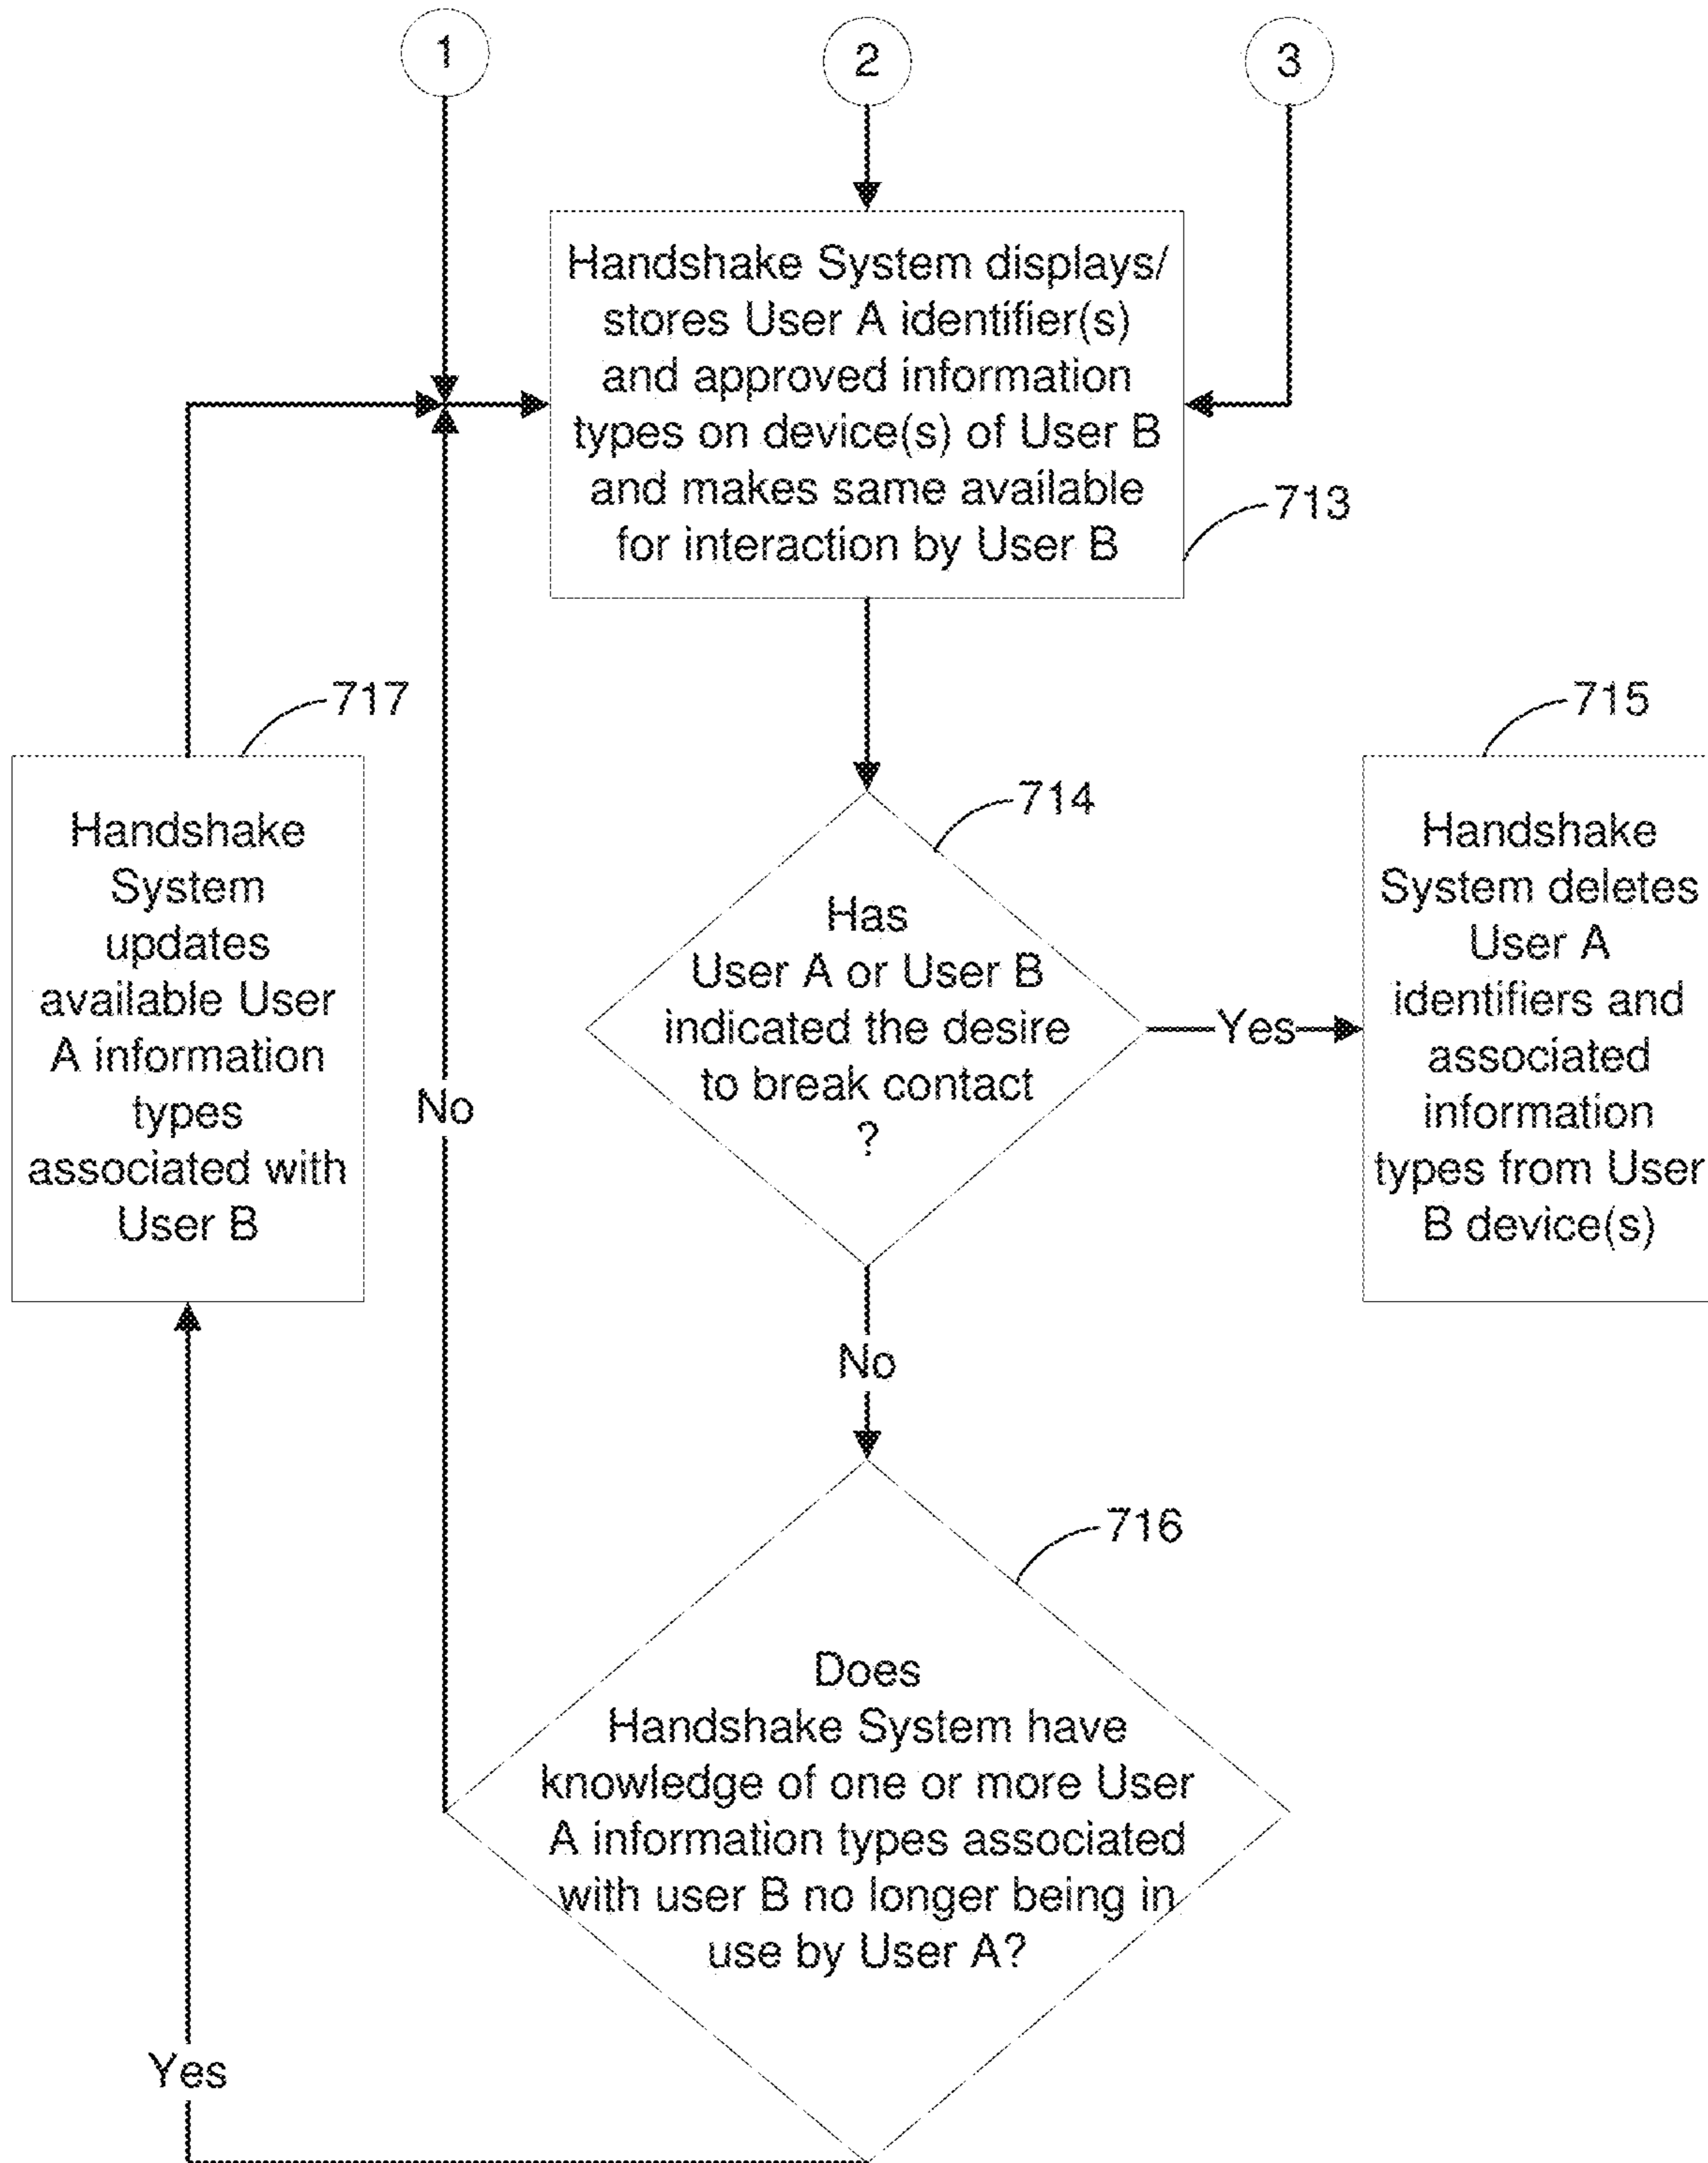 1
2
3
Handshake System displays/
stores User A identifier(s)
and approved information
types on device(s) of User B
and makes same available
for interaction by User B
713
717
Handshake
System
updates
available User
A information
types
associated with
User B
No
714
Has
User A or User B
indicated the desire
to break contact
?
Yes
715
Handshake
System deletes
User A
identifiers and
associated
information
types from User
B device(s)
No
716
Does
Handshake System have
knowledge of one or more User
A information types associated
with user B no longer being in
use by User A?
Yes